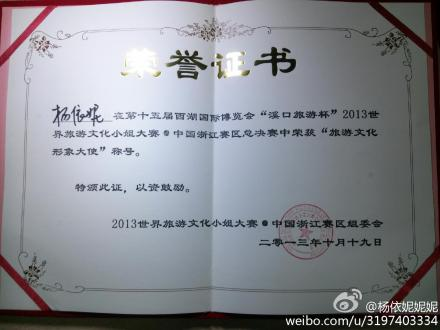 荣誉证书
杨依妮 在第十五届西湖国际博览会“溪口旅游杯”2013世
界旅游文化小姐大赛●中国浙江赛区总决赛中荣获“旅游文化
形象大使”称号。
特颁此证，以资鼓励。
2013世界旅游文化小姐大赛●中国浙江赛区组委会
二零一三年十月十九日
@杨依妮妮妮
weibo.com/u/3197403334